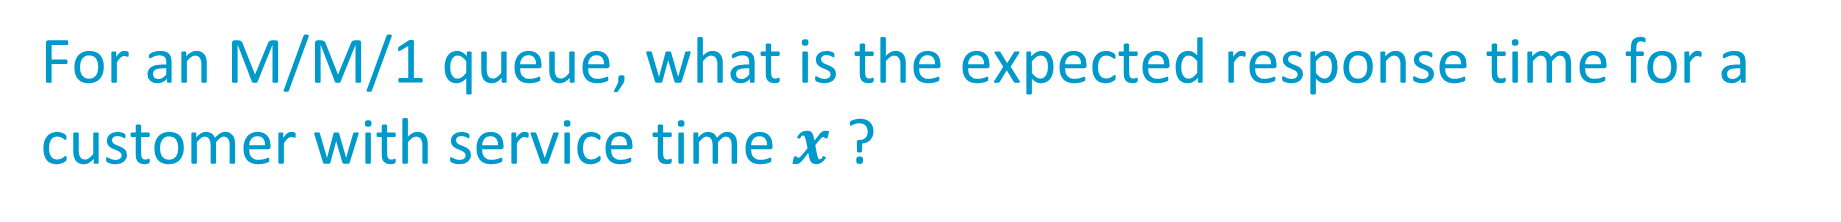 For an M/M/1 queue, what is the expected response time for a
customer with service time x ?